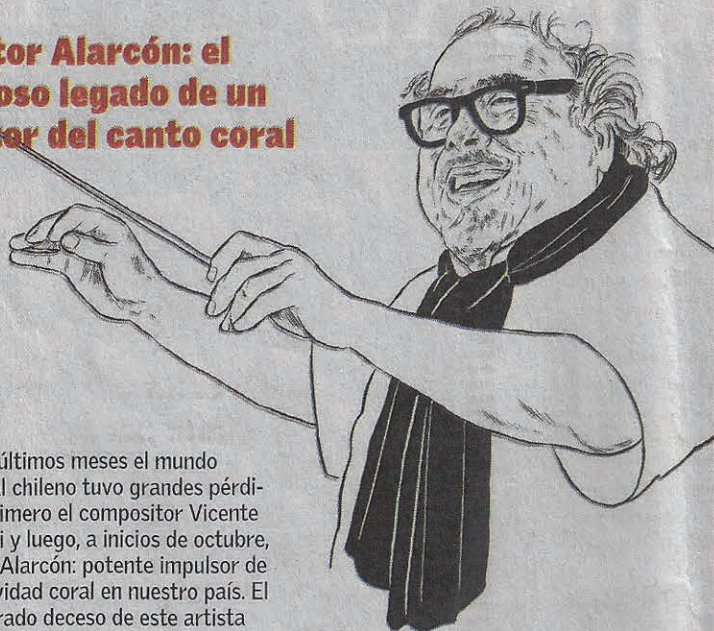 tor Alarcón: el
oso legado de un
tor del canto coral
últimos meses el mundo
l chileno tuvo grandes pérdi-
imero el compositor Vicente
i y luego, a inicios de octubre,
Alarcón: potente impulsor de
vidad coral en nuestro país. El
rado deceso de este artista